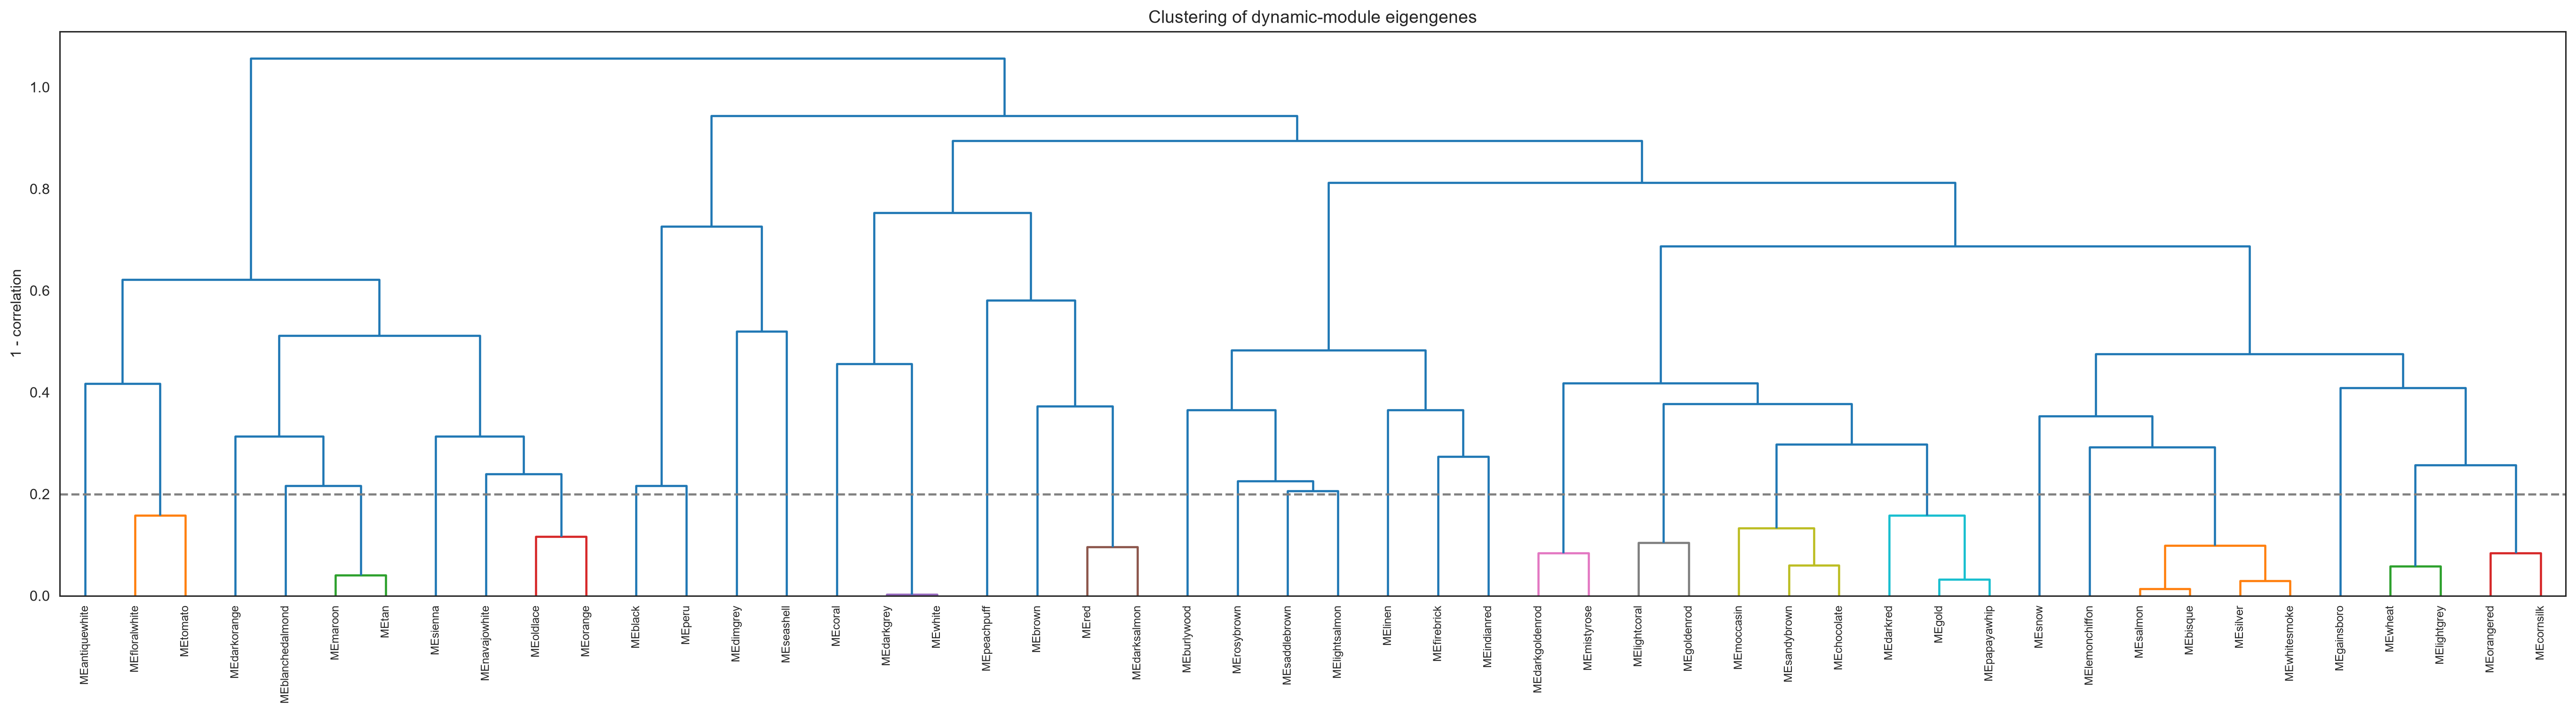 Clustering of dynamic-module eigengenes
1 - correlation
1.0
0.8
0.6
0.4
0.2
0.0
MEantiquewhite
MEfloralwhite
MEtomato
MEdarkorange
MEblanchedalmond
MEmaroon
MEtan
MEsienna
MEnavajowhite
MEoldlace
MEorange
MEblack
MEperu
MEdimgrey
MEseashell
MEcoral
MEdarkgrey
MEwhite
MEpeachpuff
MEbrown
MEred
MEdarksalmon
MEburlywood
MErosybrown
MEsaddlebrown
MElightsalmon
MElinen
MEfirebrick
MEindianred
MEdarkgoldenrod
MEmistyrose
MElightcoral
MEgoldenrod
MEmoccasin
MEsandybrown
MEchocolate
MEdarkred
MEgold
MEpapayawhip
MEsnow
MElemonchiffon
MEsalmon
MEbisque
MEsilver
MEwhitesmoke
MEgainsboro
MEwheat
MElightgrey
MEorangered
MEcornsilk